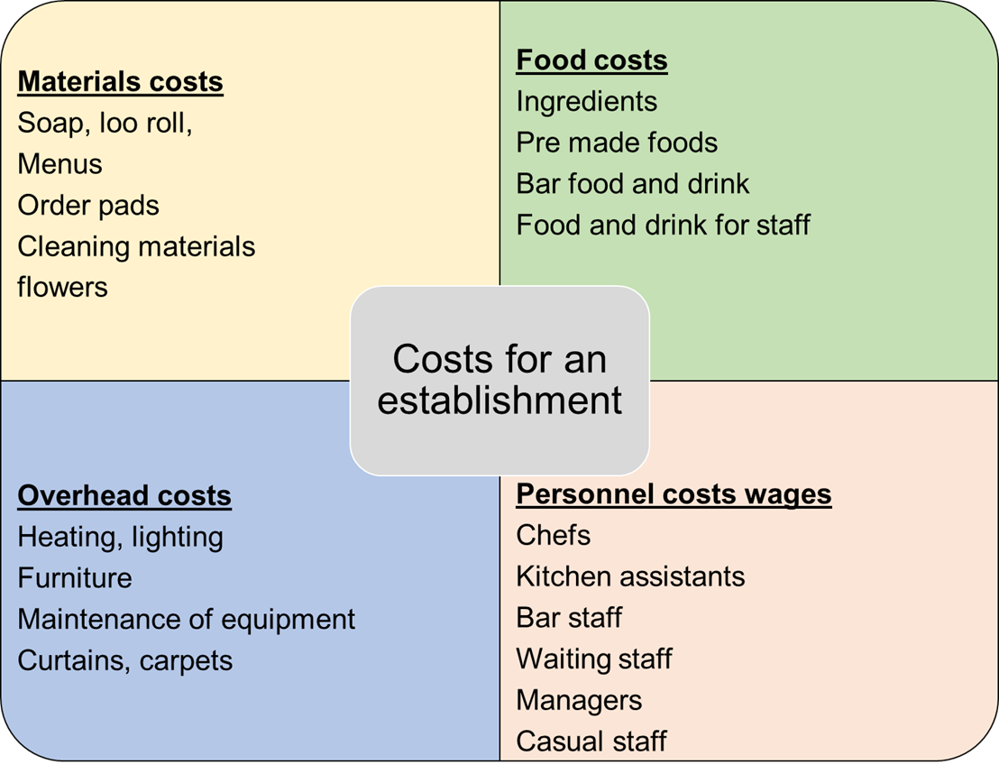 Materials costs
Soap, loo roll,
Menus
Order pads
Cleaning materials
flowers
Food costs
Ingredients
Pre made foods
Bar food and drink
Food and drink for staff
Costs for an
establishment
Overhead costs
Heating, lighting
Furniture
Maintenance of equipment
Curtains, carpets
Personnel costs wages
Chefs
Kitchen assistants
Bar staff
Waiting staff
Managers
Casual staff